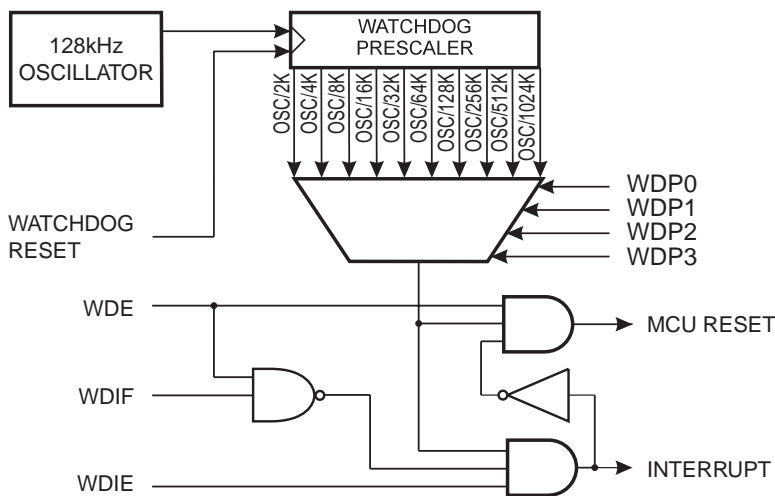 128kHz
OSCILLATOR
WATCHDOG
PRESCALER
OSC/2K
OSC/4K
OSC/8K
OSC/16K
OSC/32K
OSC/64K
OSC/128K
OSC/256K
OSC/512K
OSC/1024K
WDP0
WDP1
WDP2
WDP3
WATCHDOG
RESET
WDE
MCU RESET
WDIF
WDIE
INTERRUPT